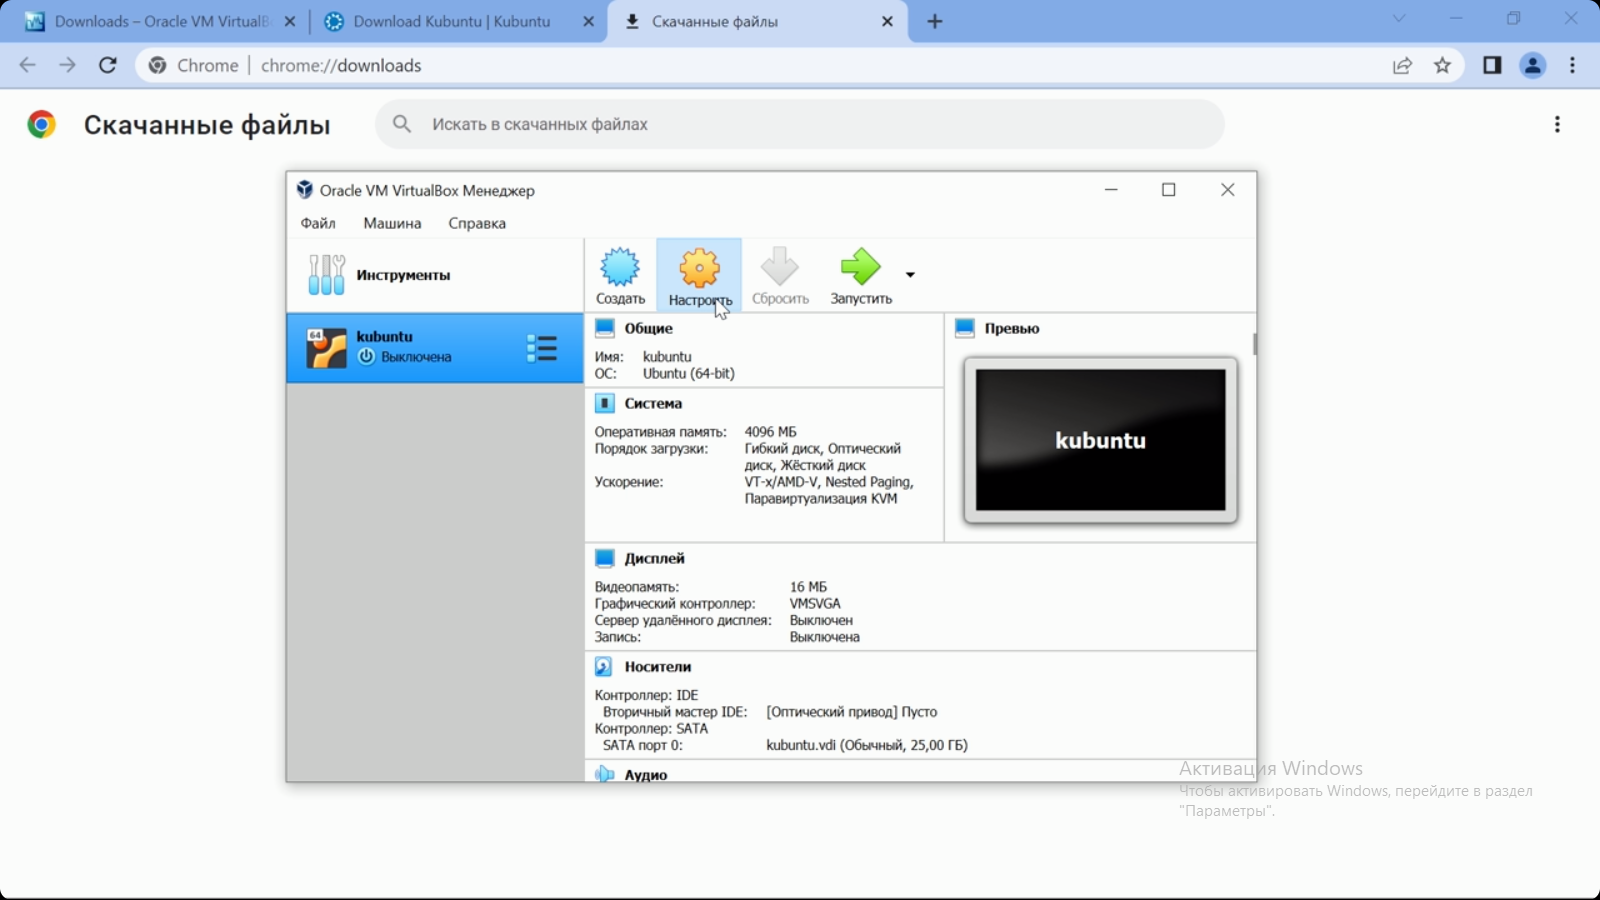 Downloads – Oracle VM VirtualB
Download Kubuntu | Kubuntu
Скачанные файлы
Chrome | chrome://downloads
Скачанные файлы
Искать в скачанных файлах
Oracle VM VirtualBox Менеджер
Файл Машина Справка
Инструменты
Создать Настроить Сбросить Запустить
64
kubuntu
Выключена
Общие
Имя: kubuntu
ОС: Ubuntu (64-bit)
Превью
kubuntu
Система
Оперативная память: 4096 МБ
Порядок загрузки: Гибкий диск, Оптический
диск, Жёсткий диск
Ускорение: VT-x/AMD-V, Nested Paging,
Паравиртуализация KVM
Дисплей
Видеопамять: 16 МБ
Графический контроллер: VMSVGA
Сервер удалённого дисплея: Выключен
Запись: Выключена
Носители
Контроллер: IDE
Вторичный мастер IDE: [Оптический привод] Пусто
Контроллер: SATA
SATA порт 0: kubuntu.vdi (Обычный, 25,00 ГБ)
Аудио
Активация Windows
Чтобы активировать Windows, перейдите в раздел
"Параметры".